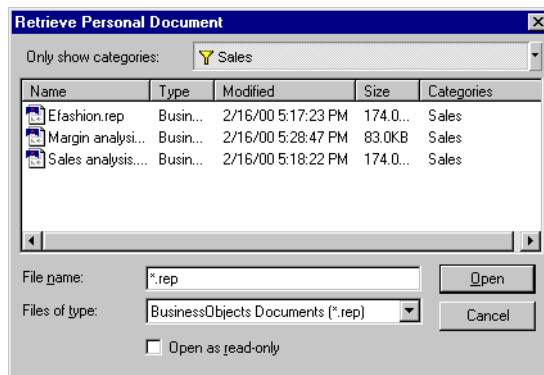 Retrieve Personal Document
Only show categories: Sales
Name Type Modified Size Categories
Efashion.rep Busin... 2/16/00 5:17:23 PM 174.0... Sales
Margin analysi... Busin... 2/16/00 5:28:47 PM 83.0KB Sales
Sales analysis.... Busin... 2/16/00 5:18:22 PM 174.0... Sales
File name: *.rep Open
Files of type: BusinessObjects Documents (*.rep) Cancel
Open as read-only